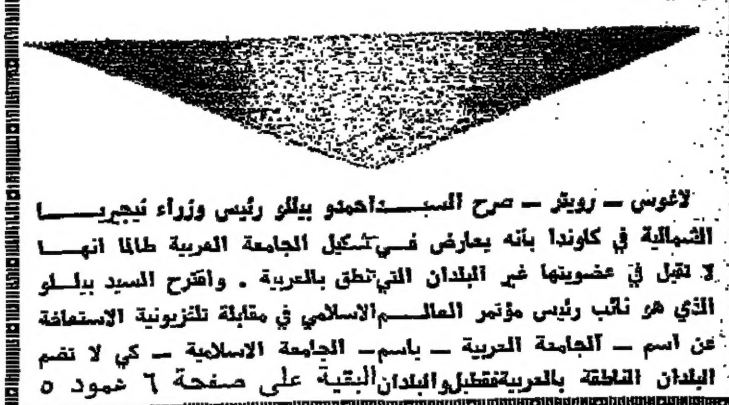 لاغوس — رويتر — صرح السيد احمدو بيللو رئيس وزراء نيجيريا
الشمالية في كاوندا بأنه يعارض في تشكيل الجامعة العربية طالما انها
لا تقبل في عضويتها غير البلدان التي تنطق بالعربية . واقترح السيد بيللو
الذي هو نائب رئيس مؤتمر العالم الاسلامي في مقابلة تلفزيونية الاستعاضة
عن اسم — الجامعة العربية — باسم — الجامعة الاسلامية — كي لا تضم
البلدان الناطقة بالعربية فقط بل والبلدان البقية على صفحة ٦ عمود ٥